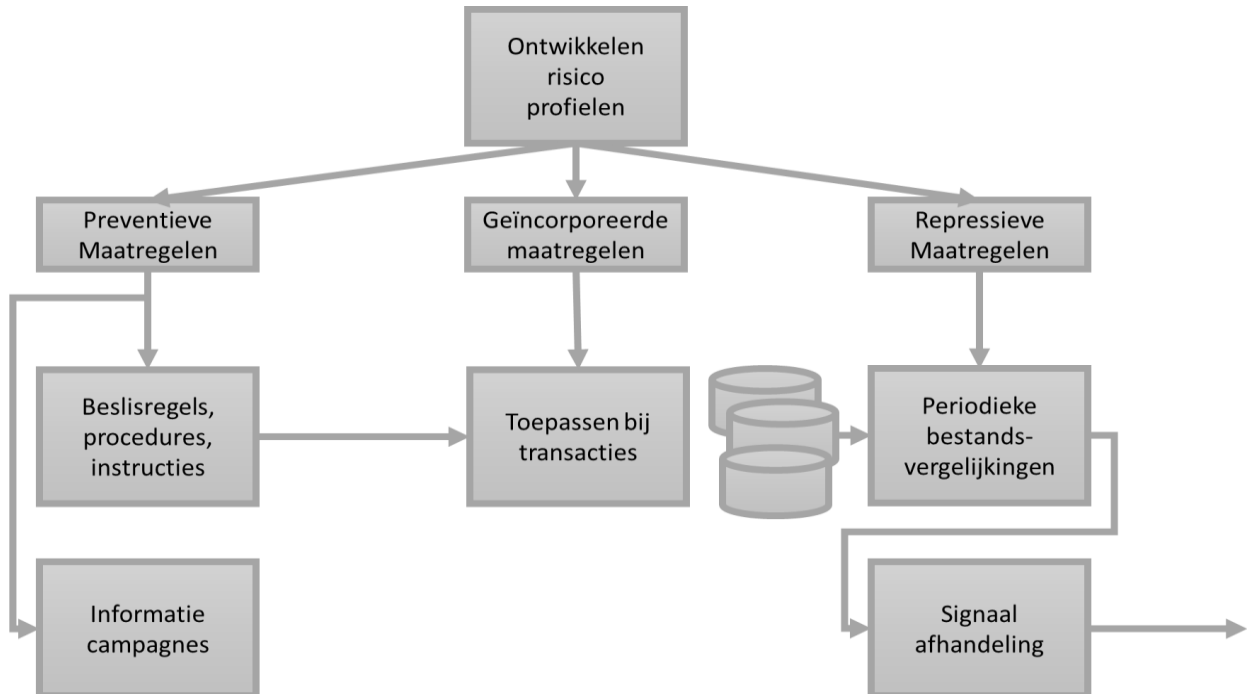 Ontwikkelen
risico
profielen
Preventieve
Maatregelen
Geïncorporeerde
maatregelen
Repressieve
Maatregelen
Beslisregels,
procedures,
instructies
Toepassen bij
transacties
Periodieke
bestands-
vergelijkingen
Informatie
campagnes
Signaal
afhandeling